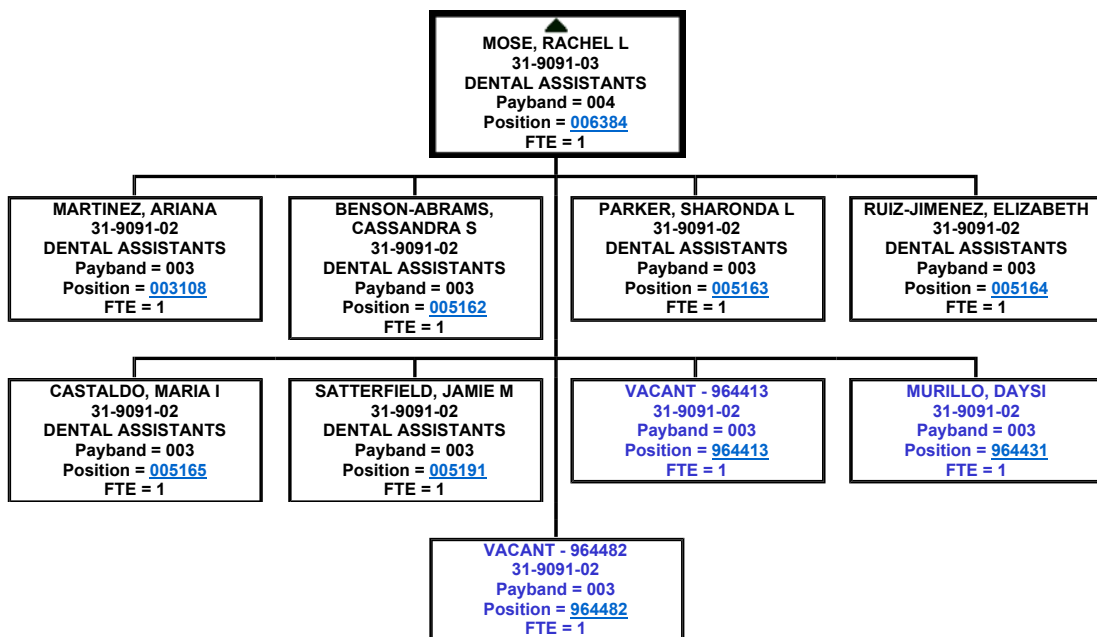 MOSE, RACHEL L
31-9091-03
DENTAL ASSISTANTS
Payband = 004
Position = 006384
FTE = 1
MARTINEZ, ARIANA
31-9091-02
DENTAL ASSISTANTS
Payband = 003
Position = 003108
FTE = 1
BENSON-ABRAMS,
CASSANDRA S
31-9091-02
DENTAL ASSISTANTS
Payband = 003
Position = 005162
FTE = 1
PARKER, SHARONDA L
31-9091-02
DENTAL ASSISTANTS
Payband = 003
Position = 005163
FTE = 1
RUIZ-JIMENEZ, ELIZABETH
31-9091-02
DENTAL ASSISTANTS
Payband = 003
Position = 005164
FTE = 1
CASTALDO, MARIA I
31-9091-02
DENTAL ASSISTANTS
Payband = 003
Position = 005165
FTE = 1
SATTERFIELD, JAMIE M
31-9091-02
DENTAL ASSISTANTS
Payband = 003
Position = 005191
FTE = 1
VACANT - 964413
31-9091-02
Payband = 003
Position = 964413
FTE = 1
MURILLO, DAYSI
31-9091-02
Payband = 003
Position = 964431
FTE = 1
VACANT - 964482
31-9091-02
Payband = 003
Position = 964482
FTE = 1